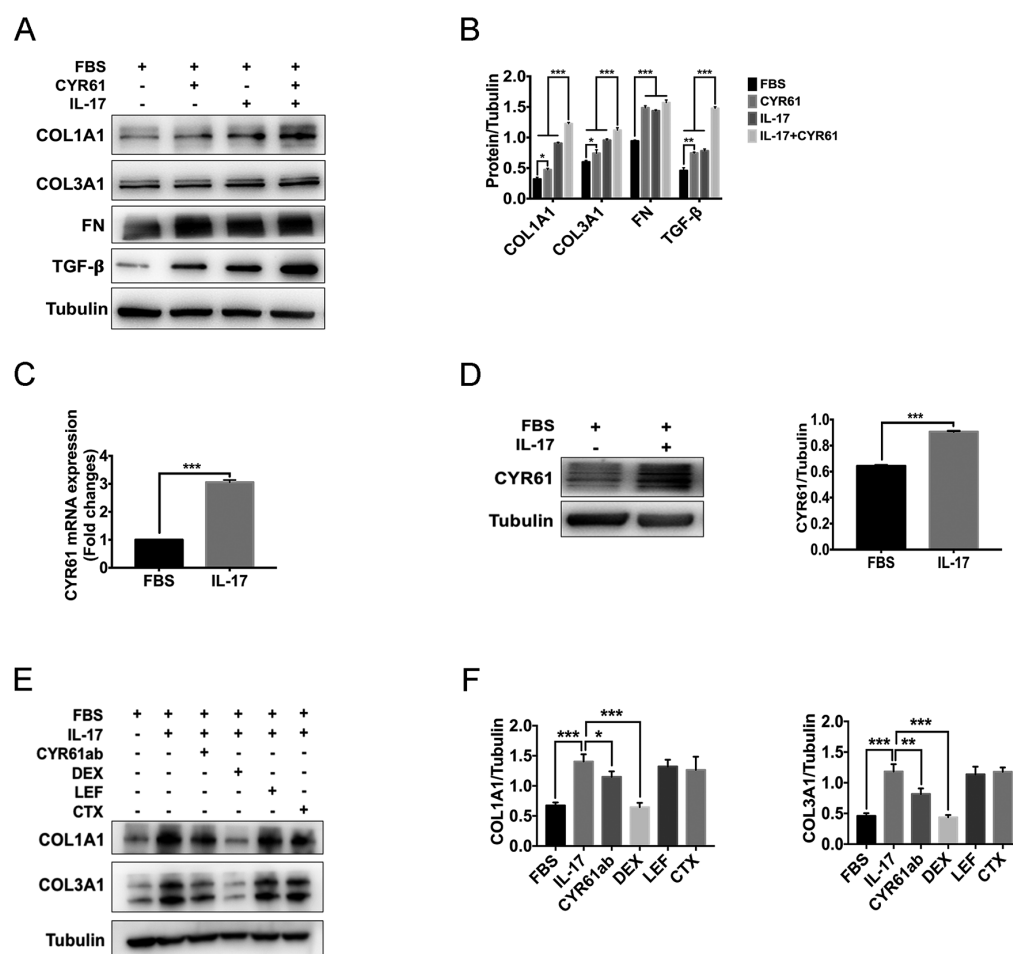 A
FBS + + + +
CYR61 - + - +
IL-17 - - + +
COL1A1
COL3A1
FN
TGF-β
Tubulin
B
Protein/Tubulin
2.0
1.5
1.0
0.5
0.0
* *** * *** *** ** ***
COL1A1 COL3A1 FN TGF-β
FBS
CYR61
IL-17
IL-17+CYR61
C
CYR61 mRNA expression
(Fold changes)
4
3
2
1
0
***
FBS IL-17
D
FBS + +
IL-17 - +
CYR61
Tubulin
CYR61/Tubulin
1.0
0.8
0.6
0.4
0.2
0.0
***
FBS IL-17
E
FBS + + + + + +
IL-17 - + + + + +
CYR61ab - - + - - -
DEX - - - + - -
LEF - - - - + -
CTX - - - - - +
COL1A1
COL3A1
Tubulin
F
COL1A1/Tubulin
2.0
1.5
1.0
0.5
0.0
***
*** *
FBS IL-17 CYR61ab DEX LEF CTX
COL3A1/Tubulin
2.0
1.5
1.0
0.5
0.0
***
*** **
FBS IL-17 CYR61ab DEX LEF CTX